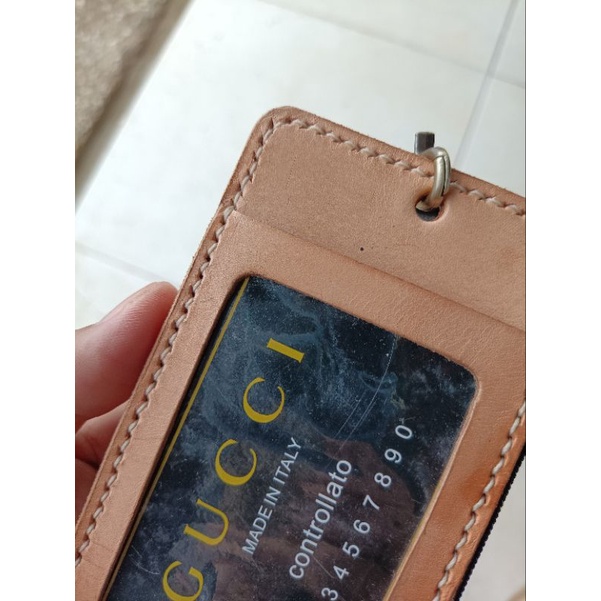 GUCCI
MADE IN ITALY
controllato
34567890